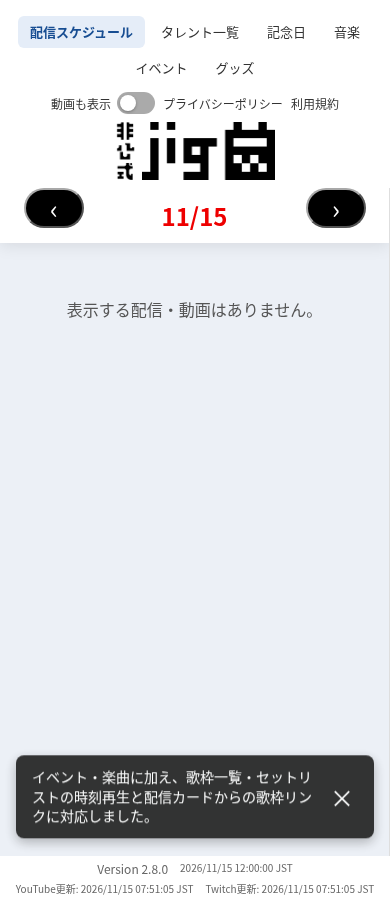 配信スケジュール タレント一覧 記念日 音楽
イベント グッズ
動画も表示 プライバシーポリシー 利用規約
非公式 jig
‹ 11/15 ›
表示する配信・動画はありません。
イベント・楽曲に加え、歌枠一覧・セットリ
ストの時刻再生と配信カードからの歌枠リン
クに対応しました。
Version 2.8.0 2026/11/15 12:00:00 JST
YouTube更新: 2026/11/15 07:51:05 JST Twitch更新: 2026/11/15 07:51:05 JST